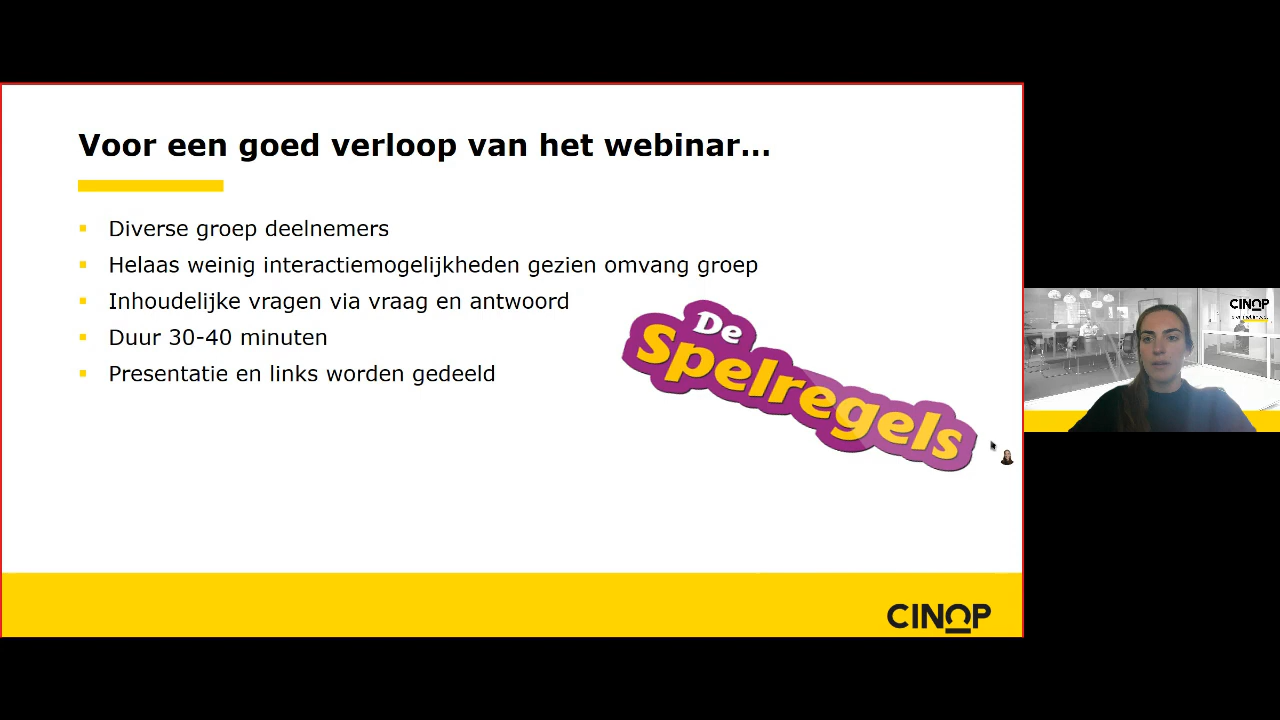 Voor een goed verloop van het webinar...
Diverse groep deelnemers
Helaas weinig interactiemogelijkheden gezien omvang groep
Inhoudelijke vragen via vraag en antwoord
Duur 30-40 minuten
Presentatie en links worden gedeeld
De
Spelregels
CINOP
CINOP